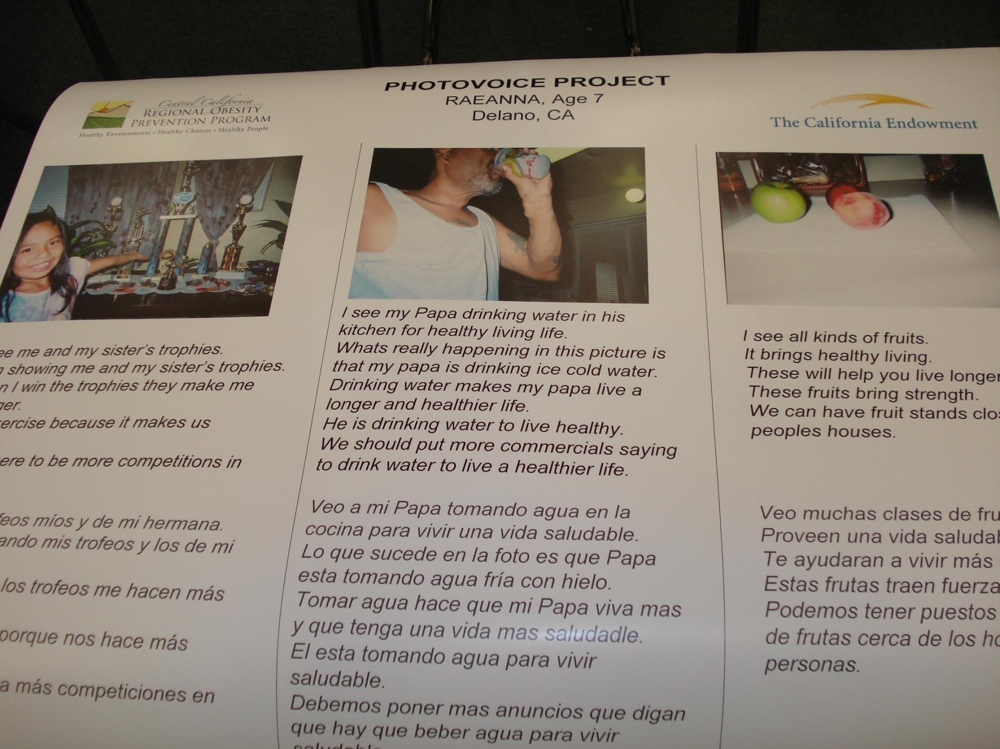 PHOTOVOICE PROJECT
RAEANNA, Age 7
Delano, CA
Central California
REGIONAL OBESITY
PREVENTION PROGRAM
Healthy Environments • Healthy Choices • Healthy People
The California Endowment
me and my sister's trophies.
showing me and my sister's trophies.
I win the trophies they make me
because it makes us
to be more competitions in
míos y de mi hermana.
mis trofeos y los de mi
los trofeos me hacen más
porque nos hace más
a más competiciones en
I see my Papa drinking water in his
kitchen for healthy living life.
Whats really happening in this picture is
that my papa is drinking ice cold water.
Drinking water makes my papa live a
longer and healthier life.
He is drinking water to live healthy.
We should put more commercials saying
to drink water to live a healthier life.
Veo a mi Papa tomando agua en la
cocina para vivir una vida saludable.
Lo que sucede en la foto es que Papa
esta tomando agua fría con hielo.
Tomar agua hace que mi Papa viva mas
y que tenga una vida mas saludadle.
El esta tomando agua para vivir
saludable.
Debemos poner mas anuncios que digan
que hay que beber agua para vivir
I see all kinds of fruits.
It brings healthy living.
These will help you live longer
These fruits bring strength.
We can have fruit stands
peoples houses.
Veo muchas clases de
Proveen una vida
Te ayudaran a vivir más
Estas frutas traen fuerza
Podemos tener puestos
de frutas cerca de los
personas.